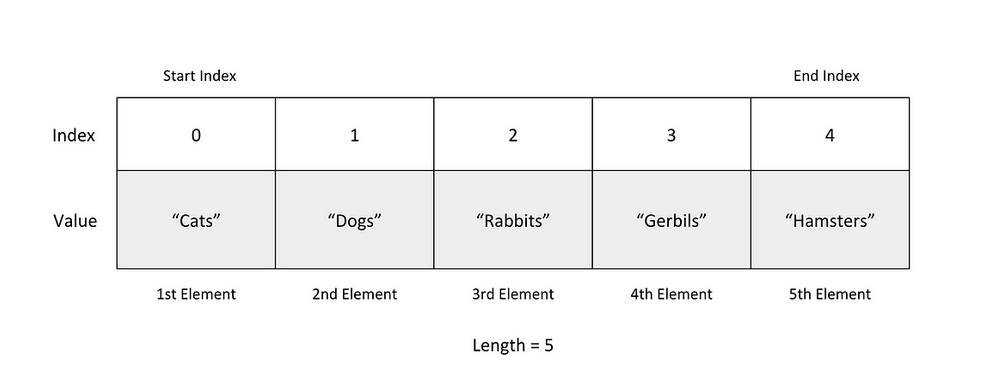 Start Index End Index
Index 0 1 2 3 4
Value “Cats” “Dogs” “Rabbits” “Gerbils” “Hamsters”
1st Element 2nd Element 3rd Element 4th Element 5th Element
Length = 5